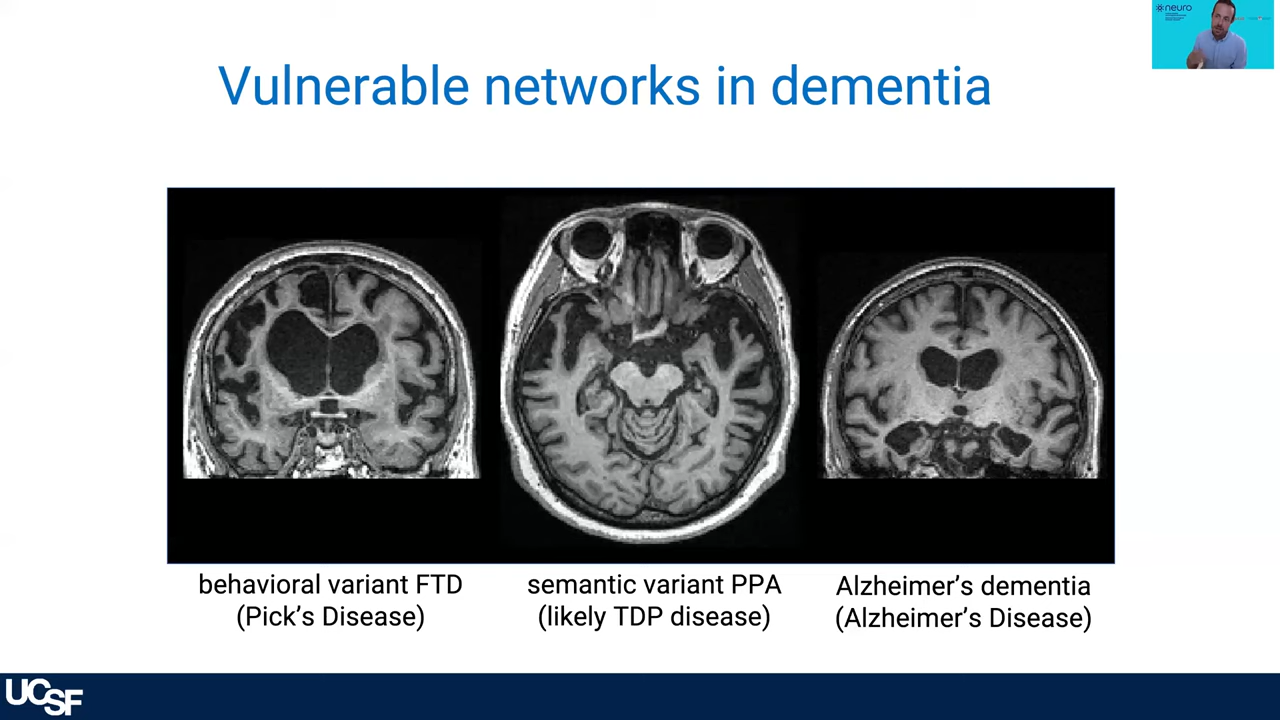 neuro
Vulnerable networks in dementia
behavioral variant FTD
(Pick's Disease)
semantic variant PPA
(likely TDP disease)
Alzheimer's dementia
(Alzheimer's Disease)
UCSF